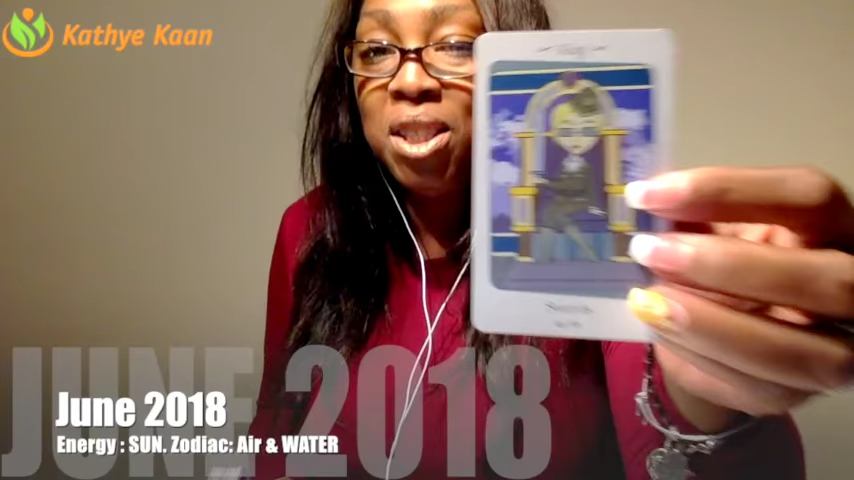 Kathye Kaan
JUNE 2018
June 2018
Energy : SUN. Zodiac: Air & WATER